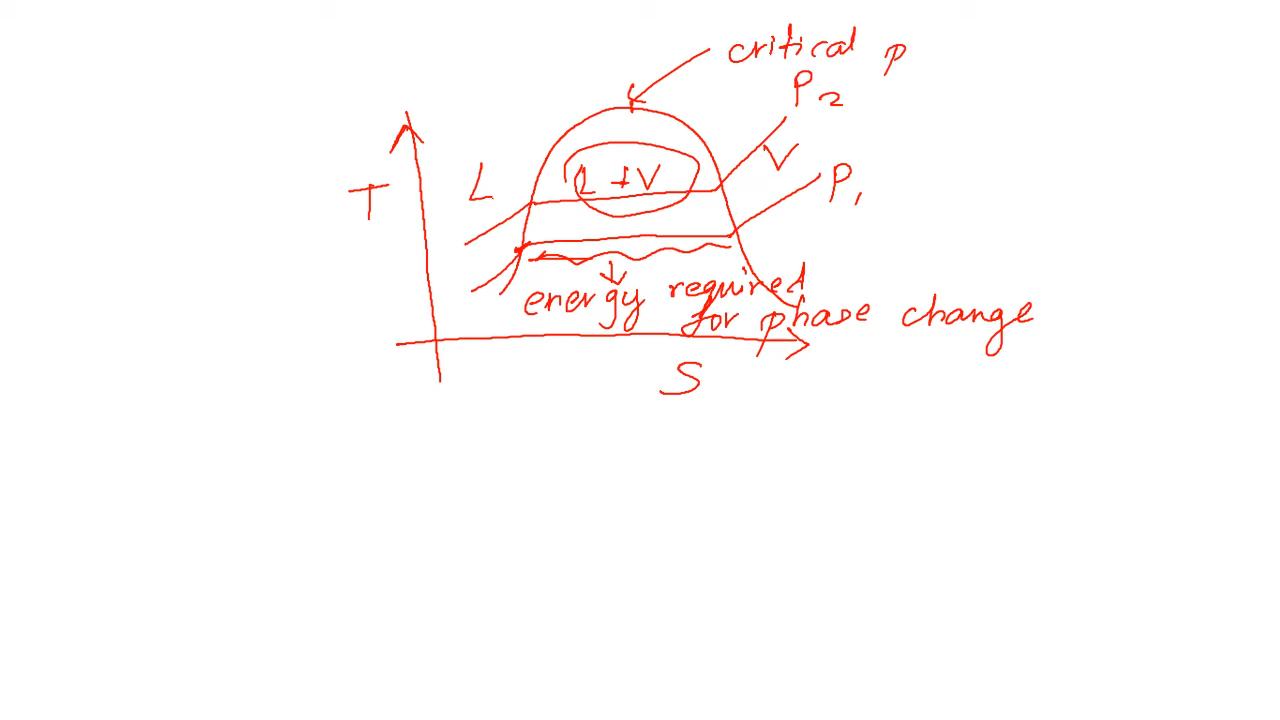 critical p
P2
V
L
L+V
T
P1
energy required
for phase change
S